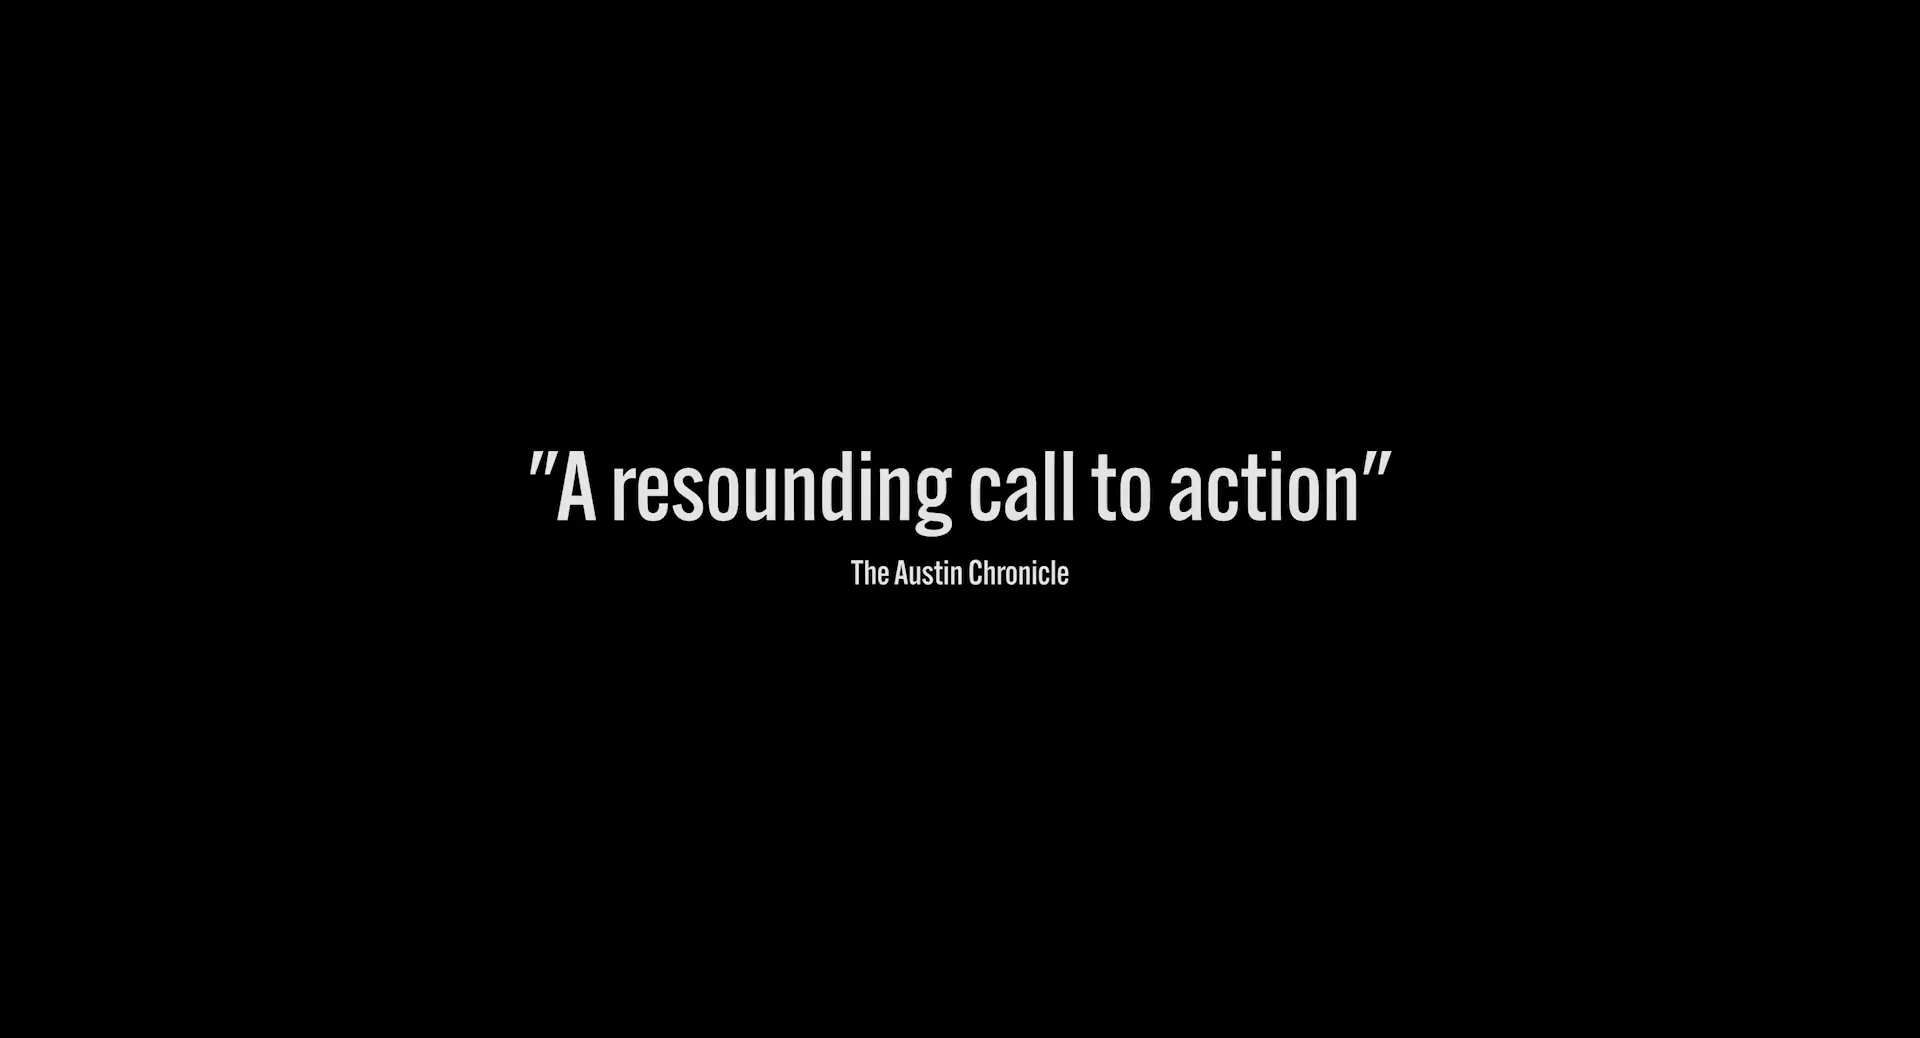 "A resounding call to action"
The Austin Chronicle